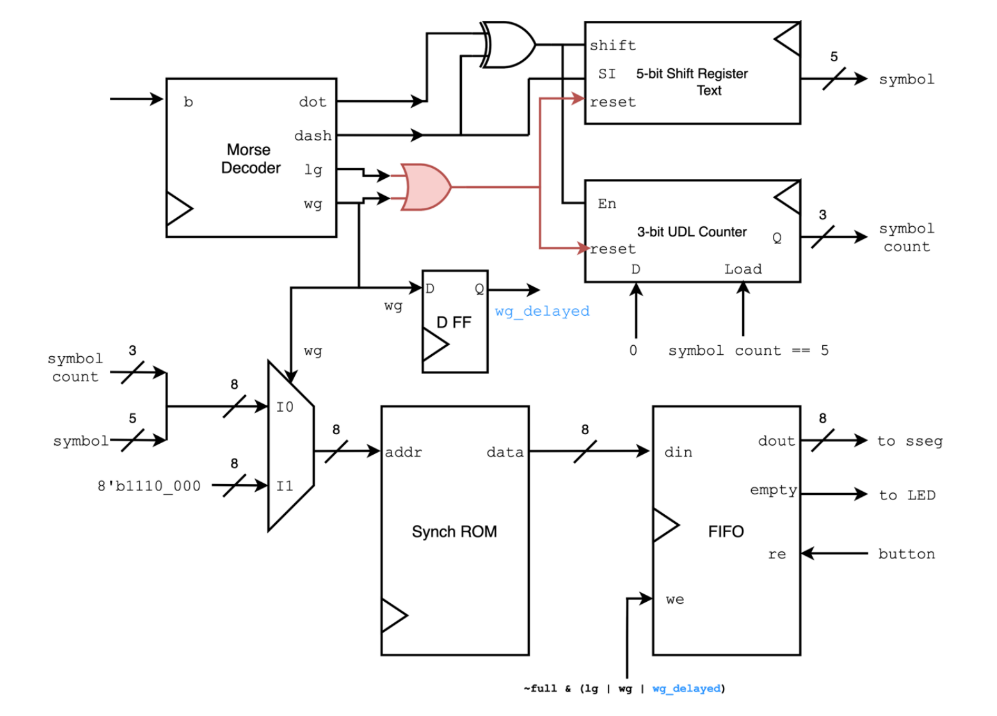 b
dot
dash
lg
wg
Morse
Decoder
shift
SI
reset
5-bit Shift Register
Text
5
symbol
En
reset
3-bit UDL Counter
D
Load
Q
3
symbol
count
0
symbol count == 5
wg
D
Q
D FF
wg_delayed
wg
symbol
count
3
symbol
5
8
8'b1110_000
8
I0
I1
8
addr
data
Synch ROM
8
din
dout
empty
re
we
FIFO
8
to sseg
to LED
button
~full & (lg | wg | wg_delayed)